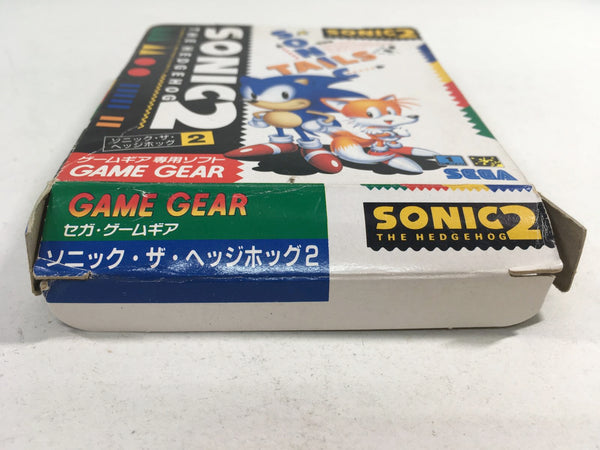 SONIC 2
THE HEDGEHOG
ソニック・ザ・
ヘッジホッグ
2
ゲームギア専用ソフト
GAME GEAR
SONIC 2
SONIC
TAILS
SEGA
GAME GEAR
セガ・ゲームギア
ソニック・ザ・ヘッジホッグ2
SONIC 2
THE HEDGEHOG